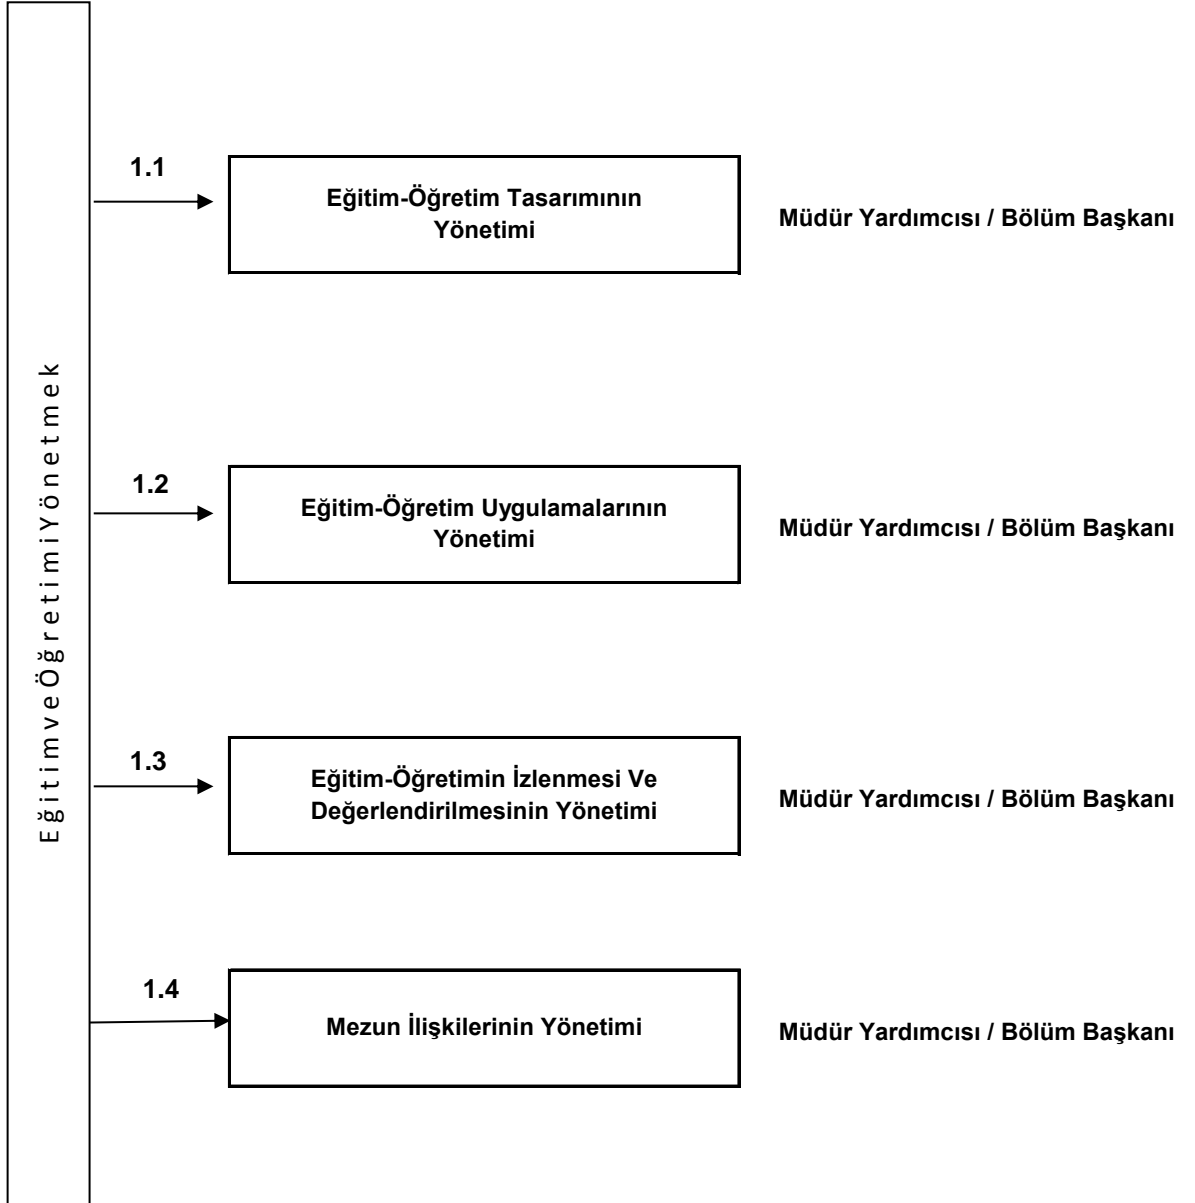 Eğitim ve Öğretimi Yönetmek
1.1
Eğitim-Öğretim Tasarımının
Yönetimi
Müdür Yardımcısı / Bölüm Başkanı
1.2
Eğitim-Öğretim Uygulamalarının
Yönetimi
Müdür Yardımcısı / Bölüm Başkanı
1.3
Eğitim-Öğretimin İzlenmesi Ve
Değerlendirilmesinin Yönetimi
Müdür Yardımcısı / Bölüm Başkanı
1.4
Mezun İlişkilerinin Yönetimi
Müdür Yardımcısı / Bölüm Başkanı